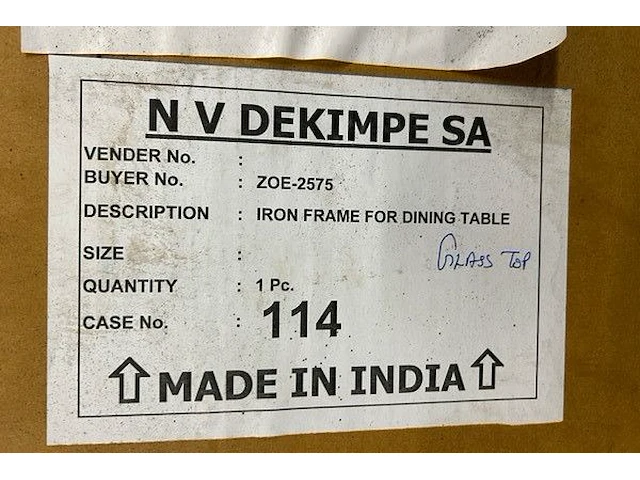 N V DEKIMPE SA
VENDER No. :
BUYER No. : ZOE-2575
DESCRIPTION : IRON FRAME FOR DINING TABLE
GLASS TOP
SIZE :
QUANTITY : 1 Pc.
CASE No. : 114
MADE IN INDIA